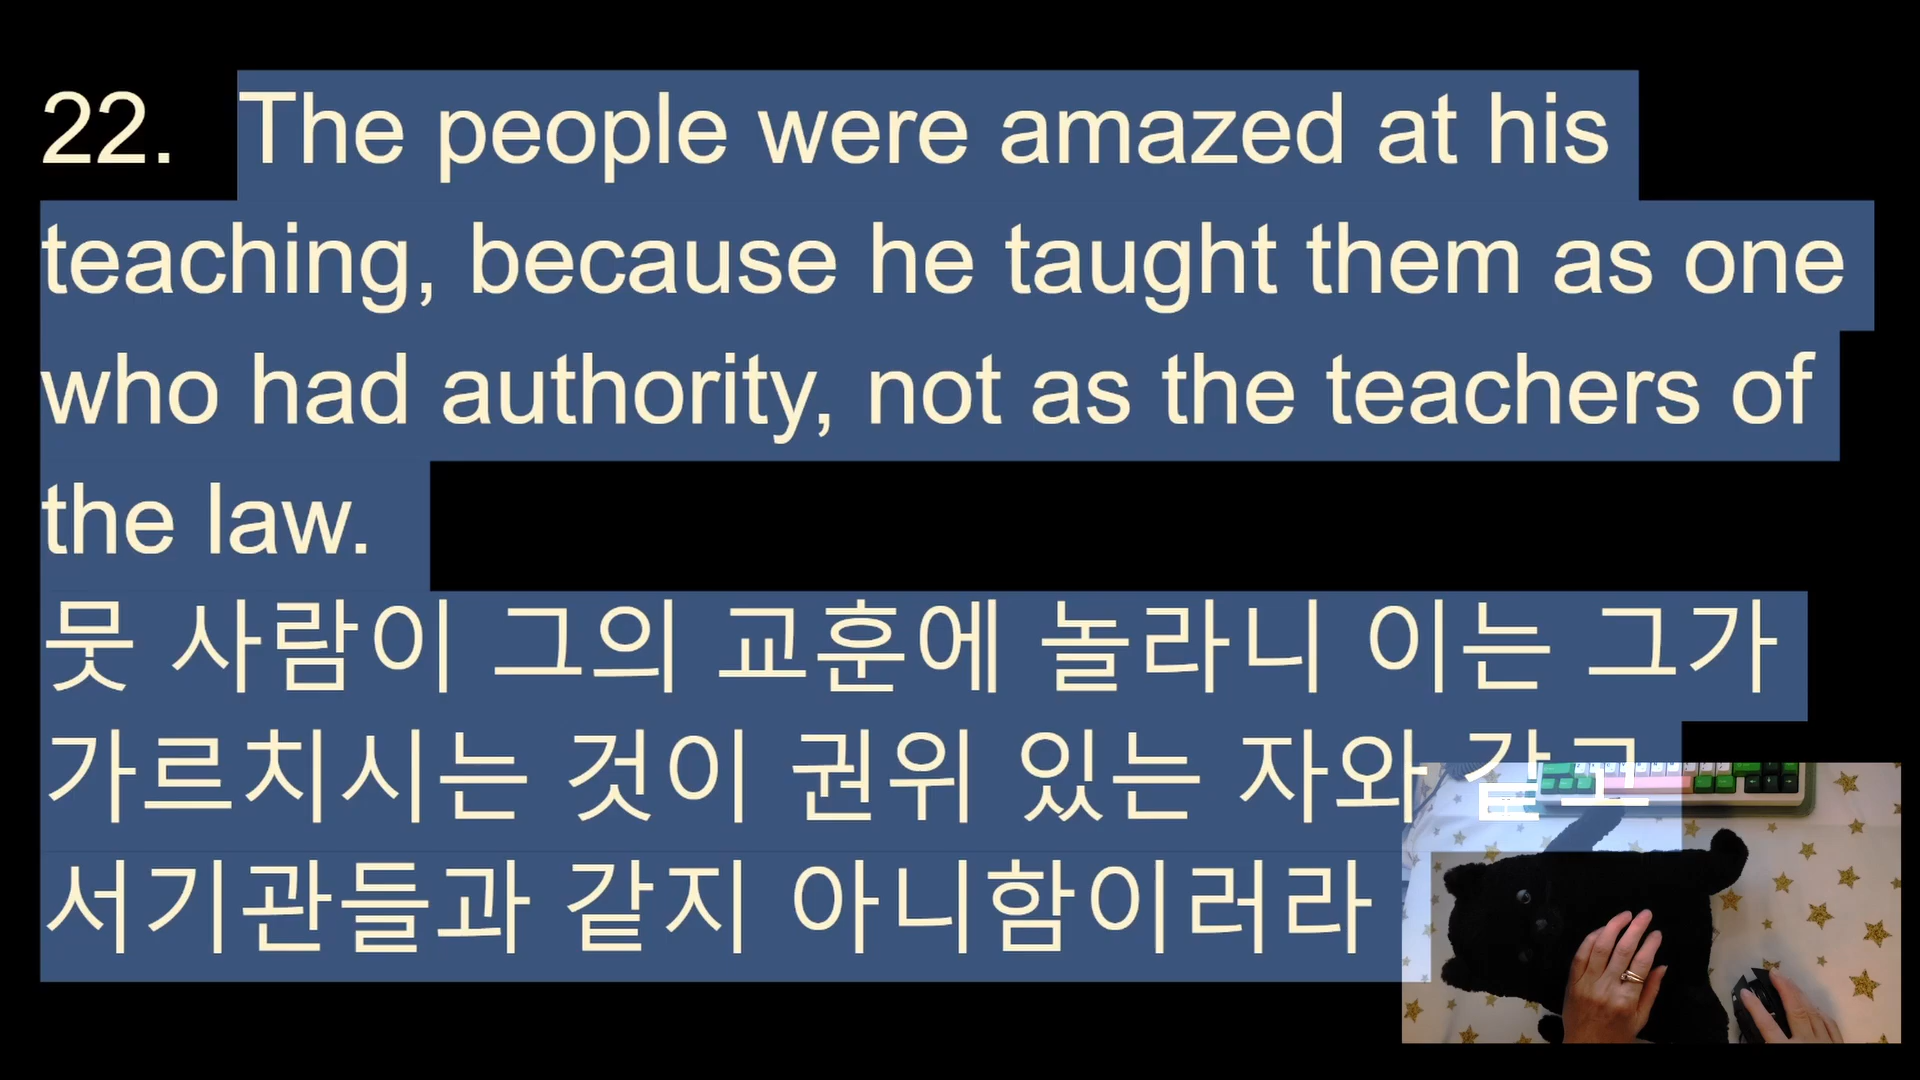 22. The people were amazed at his
teaching, because he taught them as one
who had authority, not as the teachers of
the law.
뭇 사람이 그의 교훈에 놀라니 이는 그가
가르치시는 것이 권위 있는 자와 같고
서기관들과 같지 아니함이러라